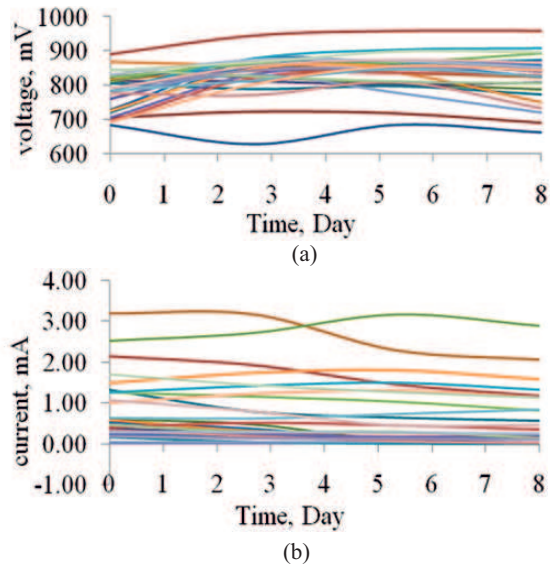 1000
900
800
700
600
voltage, mV
0 1 2 3 4 5 6 7 8
Time, Day
(a)
4.00
3.00
2.00
1.00
0.00
-1.00
current, mA
0 1 2 3 4 5 6 7 8
Time, Day
(b)